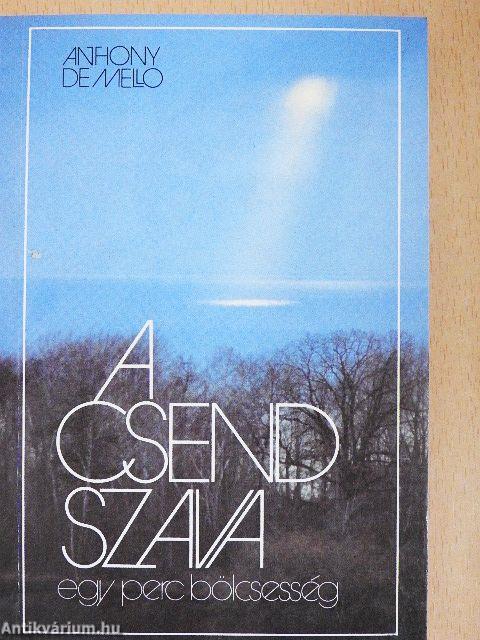 ANTHONY
DE MELLO
A
CSEND
SZAVA
egy perc bölcsesség
Antikvárium.hu